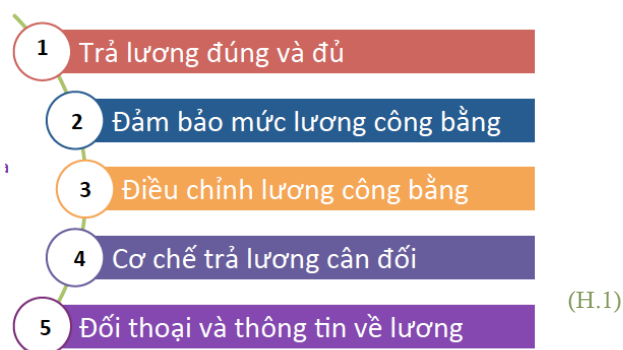 1 Trả lương đúng và đủ
2 Đảm bảo mức lương công bằng
3 Điều chỉnh lương công bằng
4 Cơ chế trả lương cân đối
(H.1)
5 Đối thoại và thông tin về lương